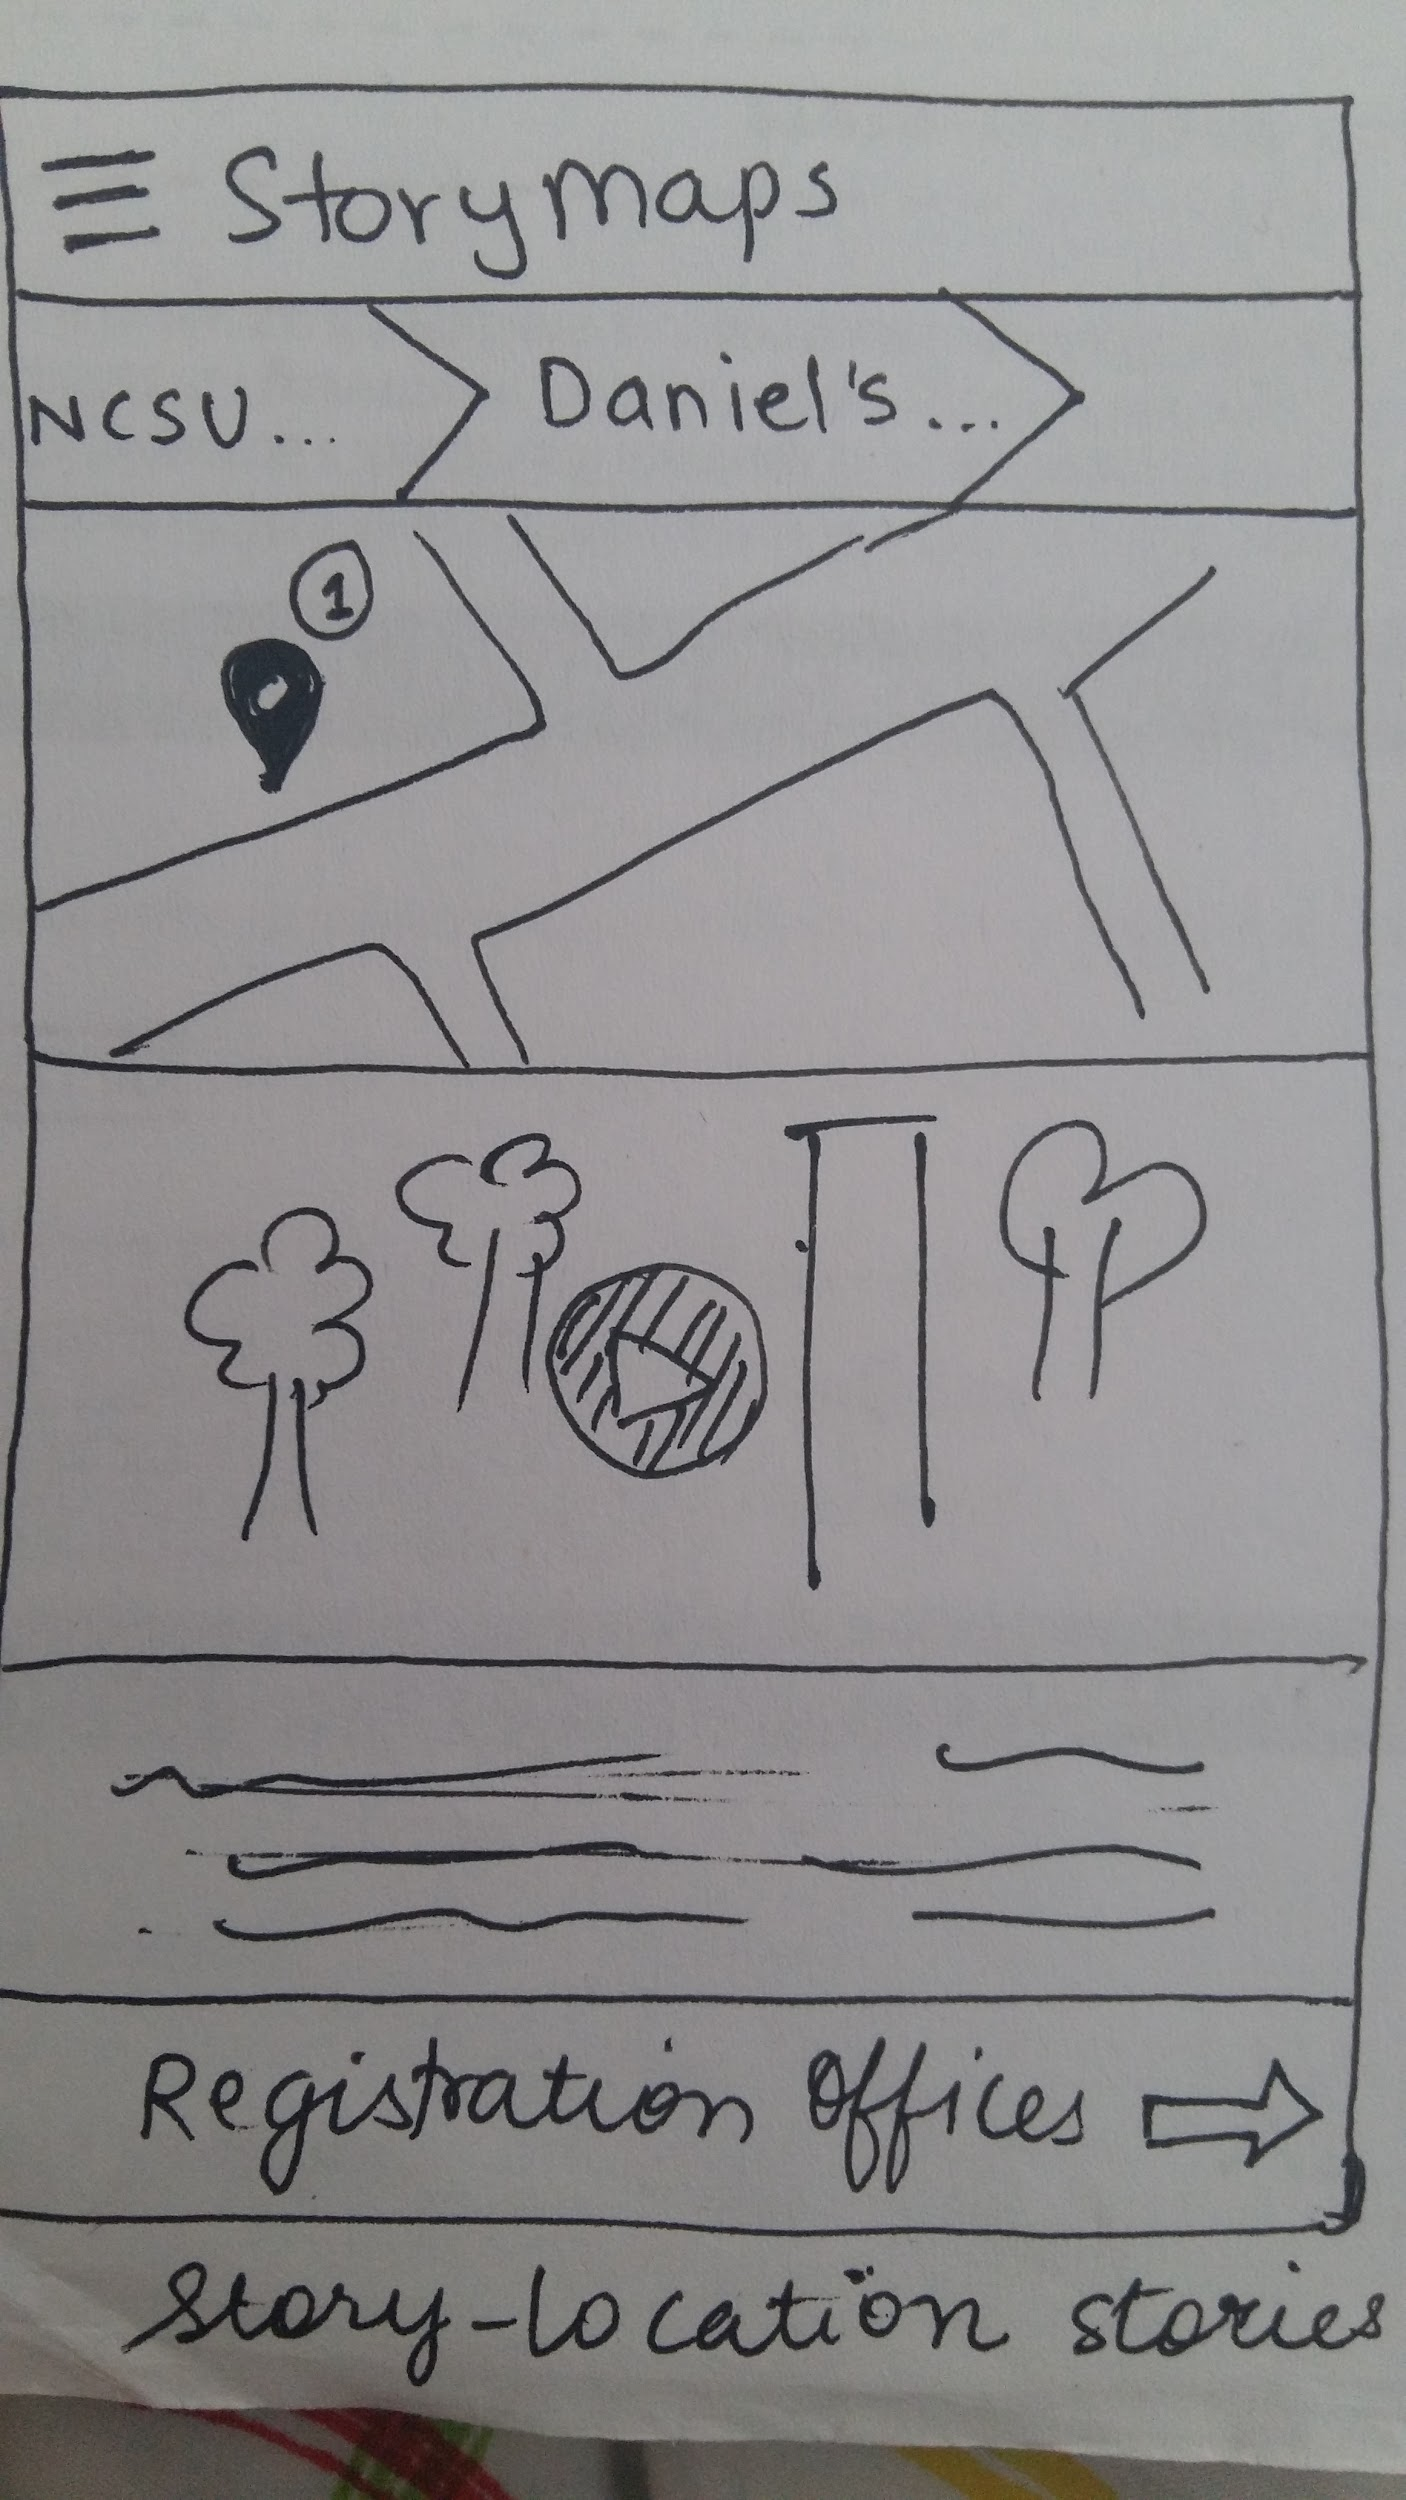 Storymaps
NCSU... Daniel's...
1
Registration Offices
Story-location stories